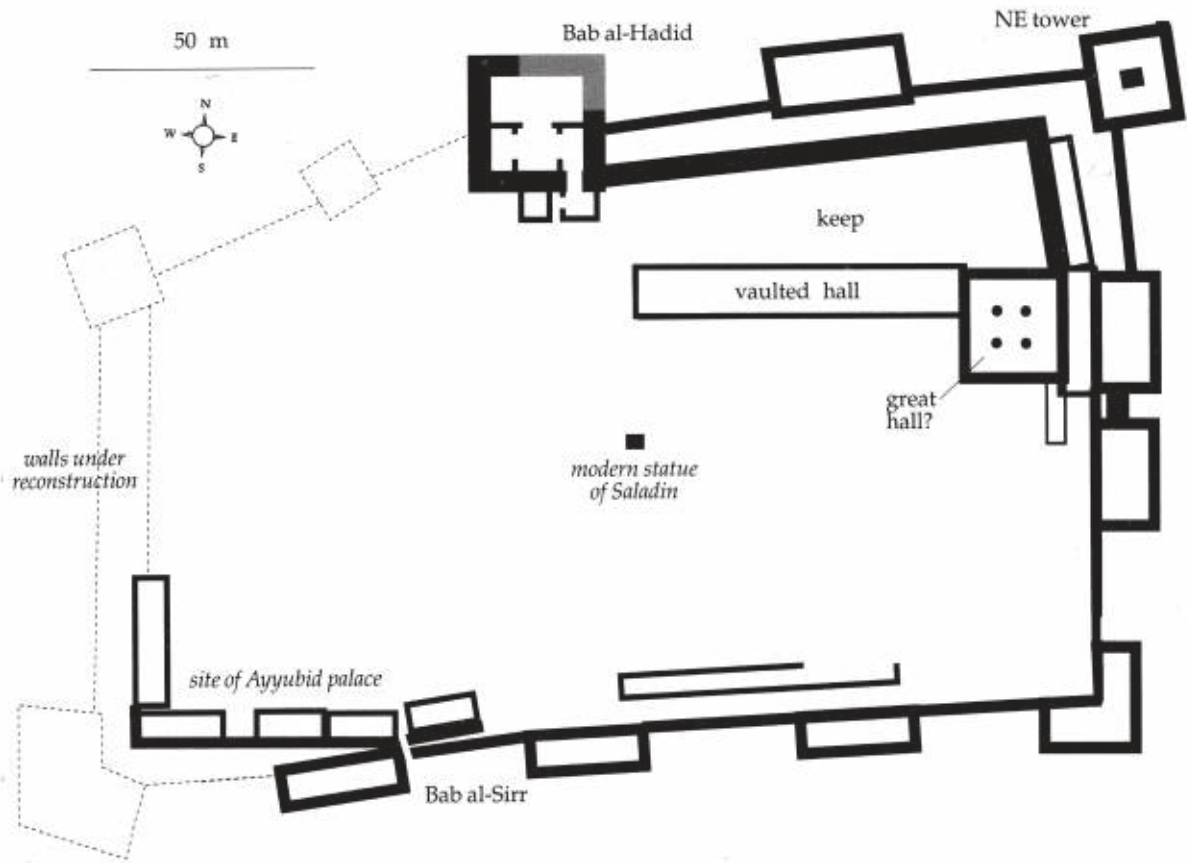 50 m
Bab al-Hadid
NE tower
N
W E
S
keep
vaulted hall
great
hall?
walls under
reconstruction
modern statue
of Saladin
site of Ayyubid palace
Bab al-Sirr